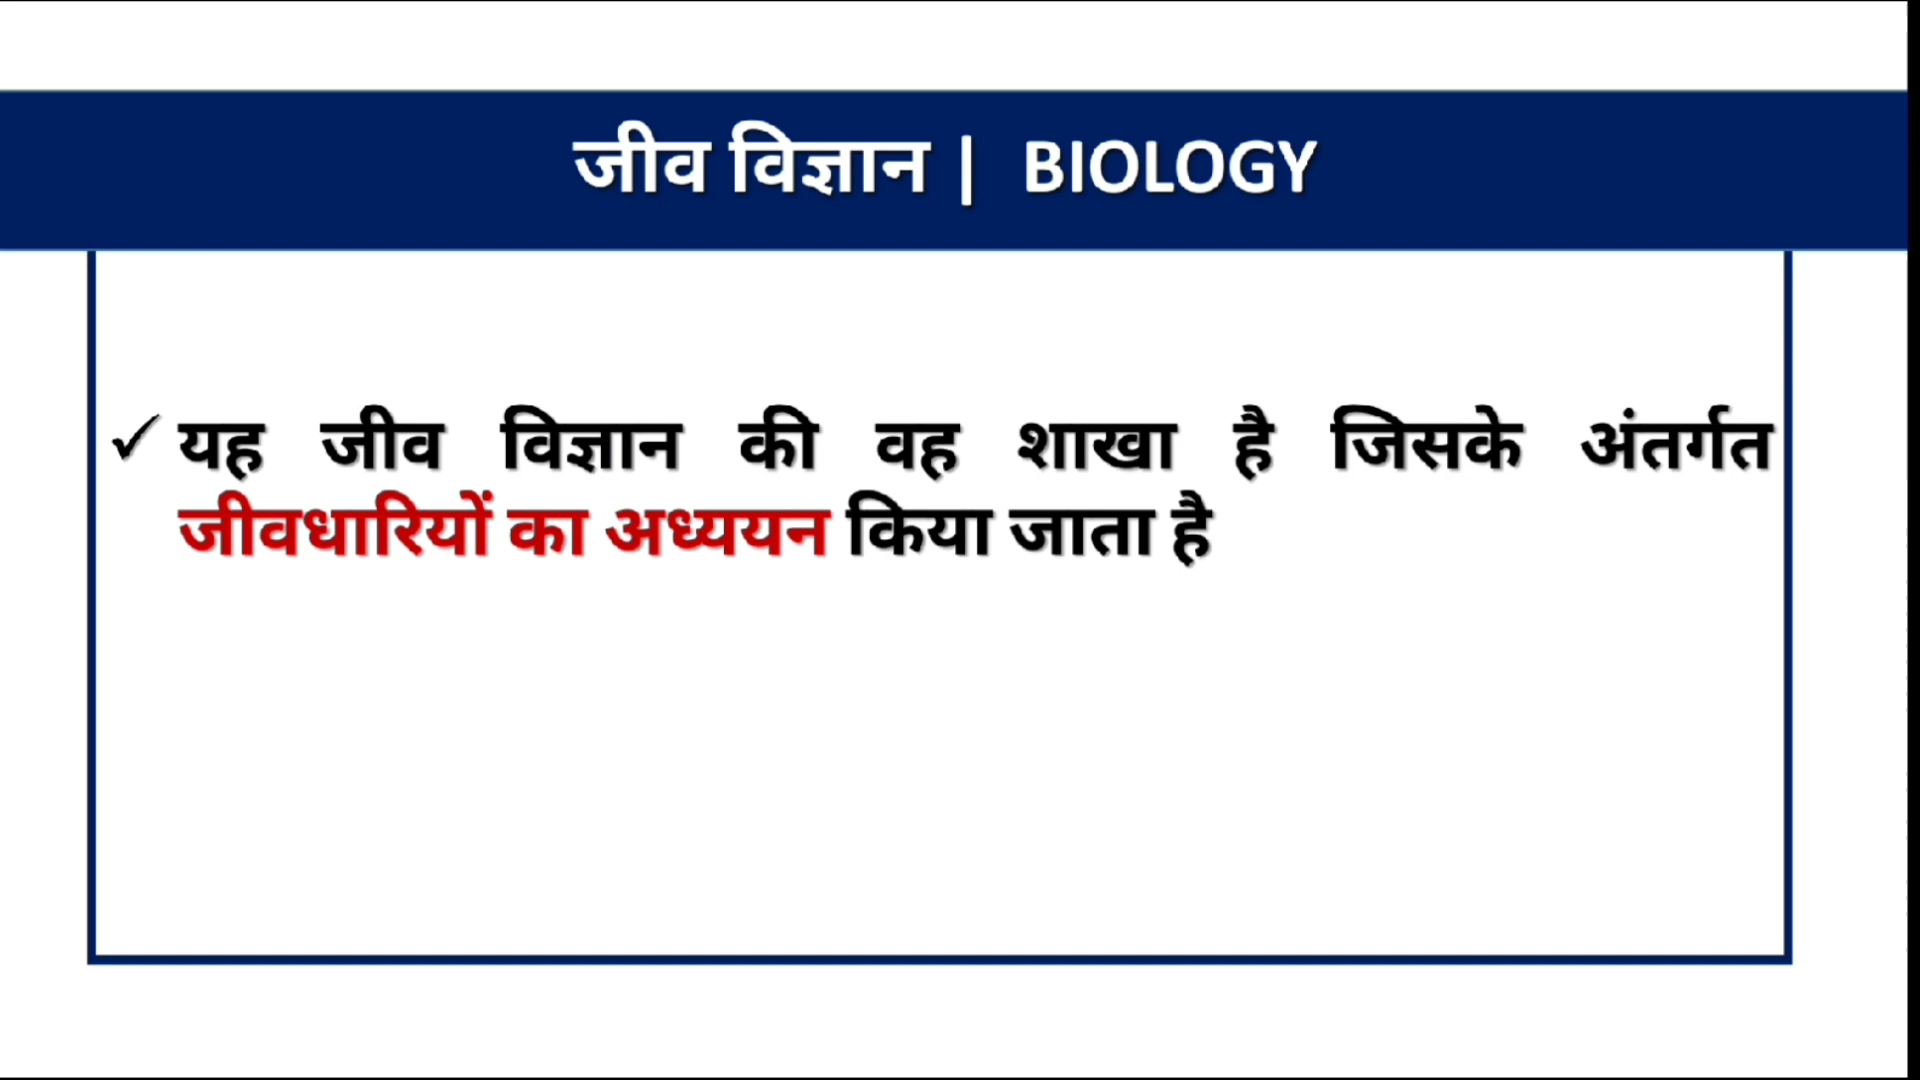 जीव विज्ञान | BIOLOGY
✓ यह जीव विज्ञान की वह शाखा है जिसके अंतर्गत
जीवधारियों का अध्ययन किया जाता है